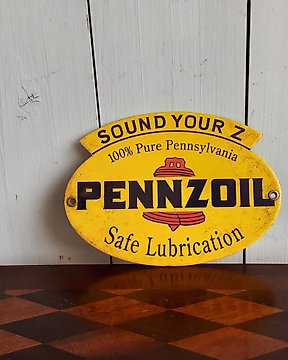 SOUND YOUR Z
100% Pure Pennsylvania
PENNZOIL
Safe Lubrication